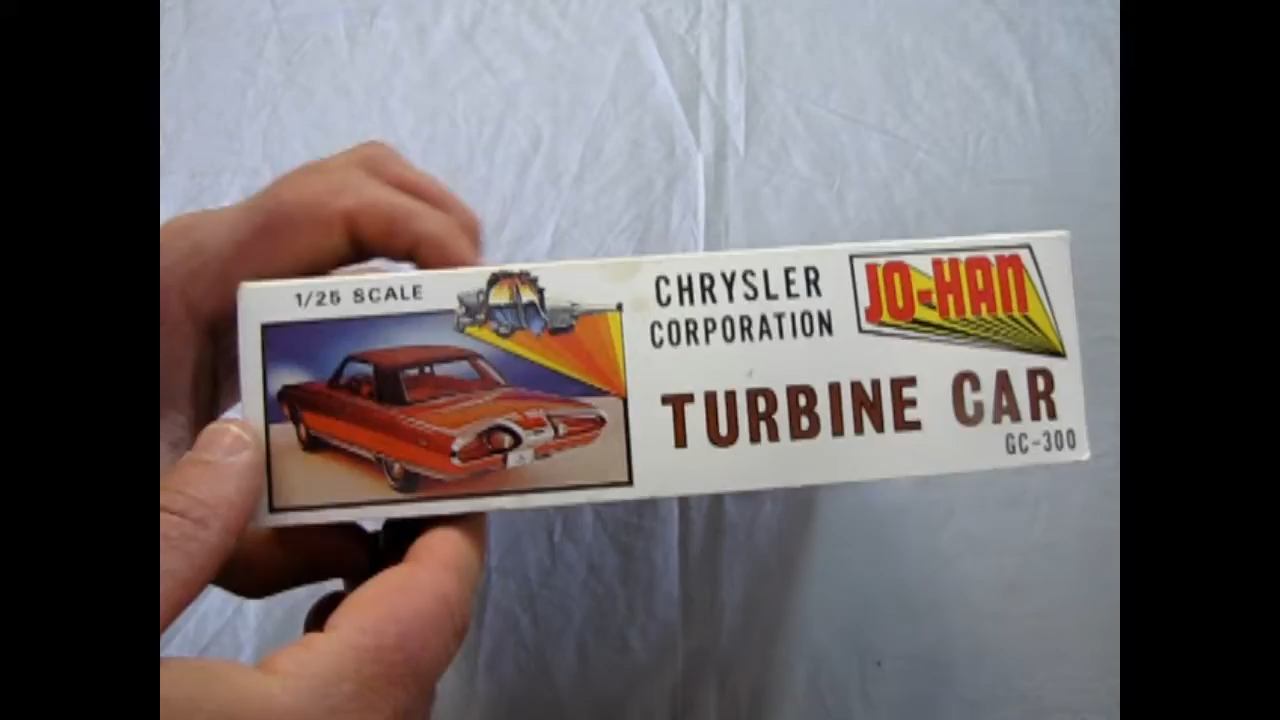 1/25 SCALE
CHRYSLER
CORPORATION
JO-HAN
TURBINE CAR
GC-300